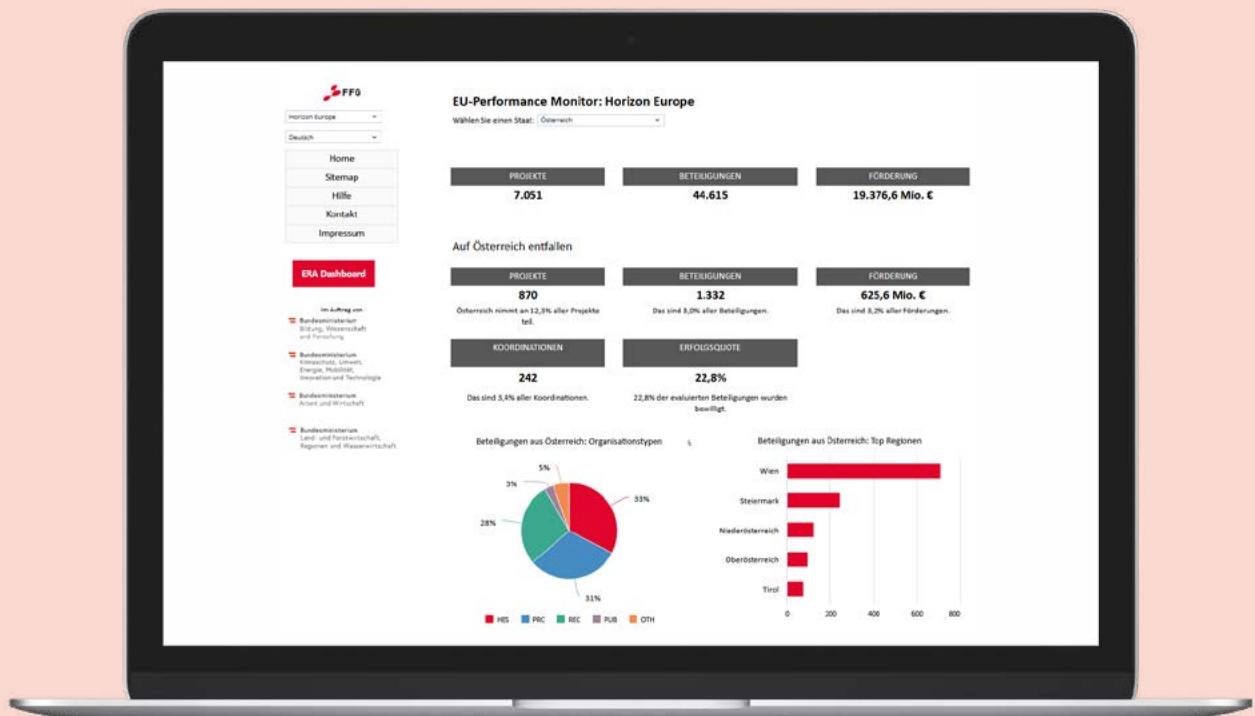 FFG
Horizon Europe
Deutsch
Home
Sitemap
Hilfe
Kontakt
Impressum
ERA Dashboard
Im Auftrag von
Bundesministerium
Bildung, Wissenschaft
und Forschung
Bundesministerium
Klimaschutz, Umwelt,
Energie, Mobilität,
Innovation und Technologie
Bundesministerium
Arbeit und Wirtschaft
Bundesministerium
Land- und Forstwirtschaft,
Regionen und Wasserwirtschaft
EU-Performance Monitor: Horizon Europe
Wählen Sie einen Staat: Österreich
PROJEKTE BETEILIGUNGEN FÖRDERUNG
7.051 44.615 19.376,6 Mio. €
Auf Österreich entfallen
PROJEKTE BETEILIGUNGEN FÖRDERUNG
870 1.332 625,6 Mio. €
Österreich nimmt an 12,3% aller Projekte Das sind 3,0% aller Beteiligungen. Das sind 3,2% aller Förderungen.
teil.
KOORDINATIONEN ERFOLGSQUOTE
242 22,8%
Das sind 3,4% aller Koordinationen. 22,8% der evaluierten Beteiligungen wurden
bewilligt.
Beteiligungen aus Österreich: Organisationstypen
5%
3%
33%
28%
31%
HES PRC REC PUB OTH
Beteiligungen aus Österreich: Top Regionen
Wien
Steiermark
Niederösterreich
Oberösterreich
Tirol
0 200 400 600 800